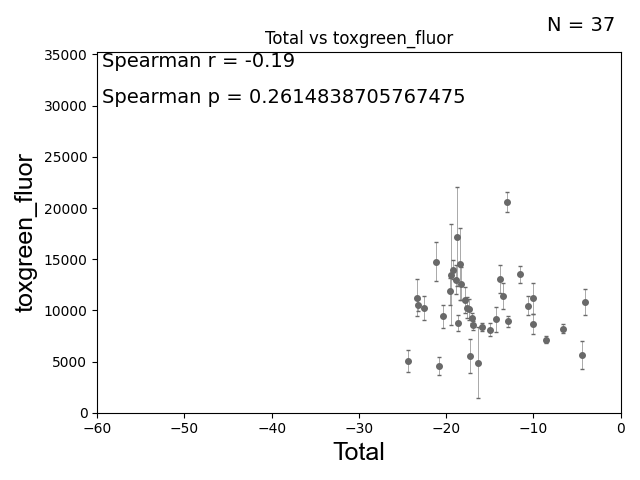 N = 37
Total vs toxgreen_fluor
Spearman r = -0.19
Spearman p = 0.2614838705767475
35000
30000
25000
20000
15000
10000
5000
0
toxgreen_fluor
−60 −50 −40 −30 −20 −10 0
Total